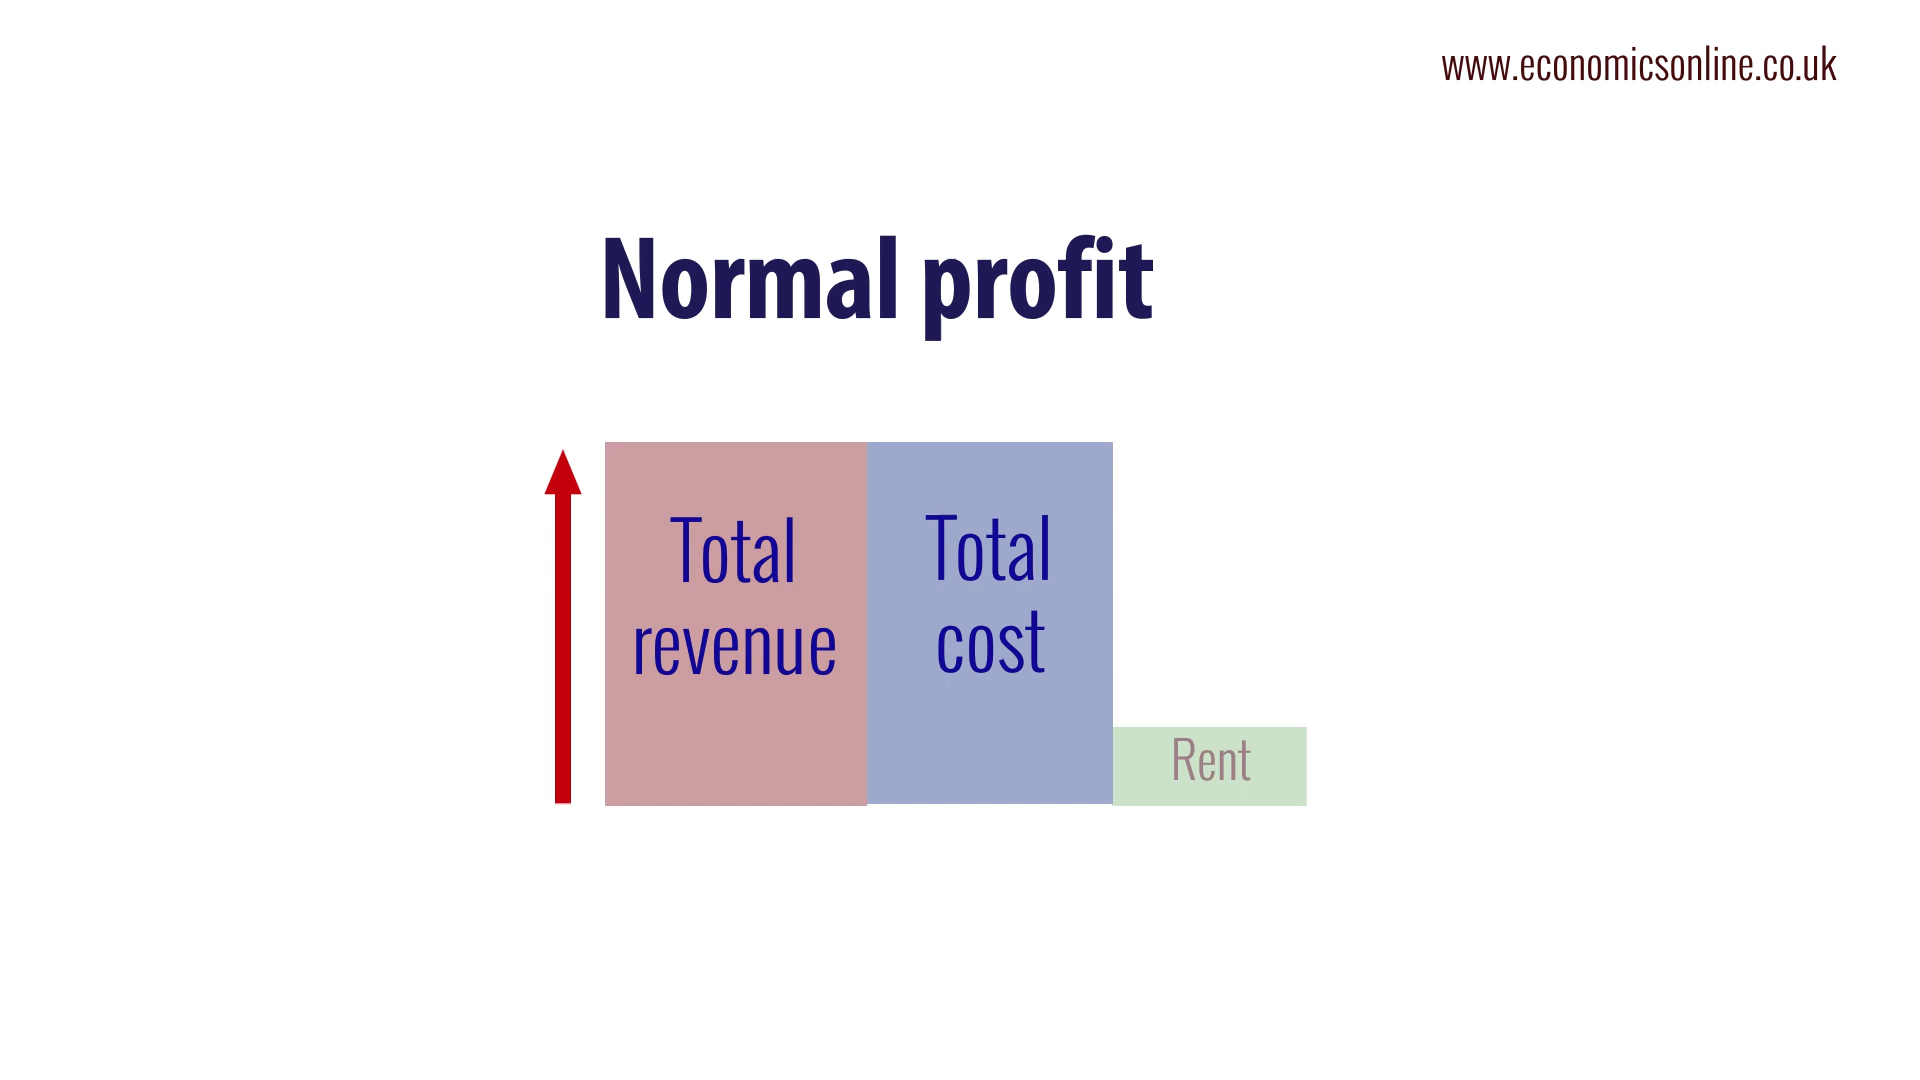 www.economicsonline.co.uk
Normal profit
Total
revenue
Total
cost
Rent